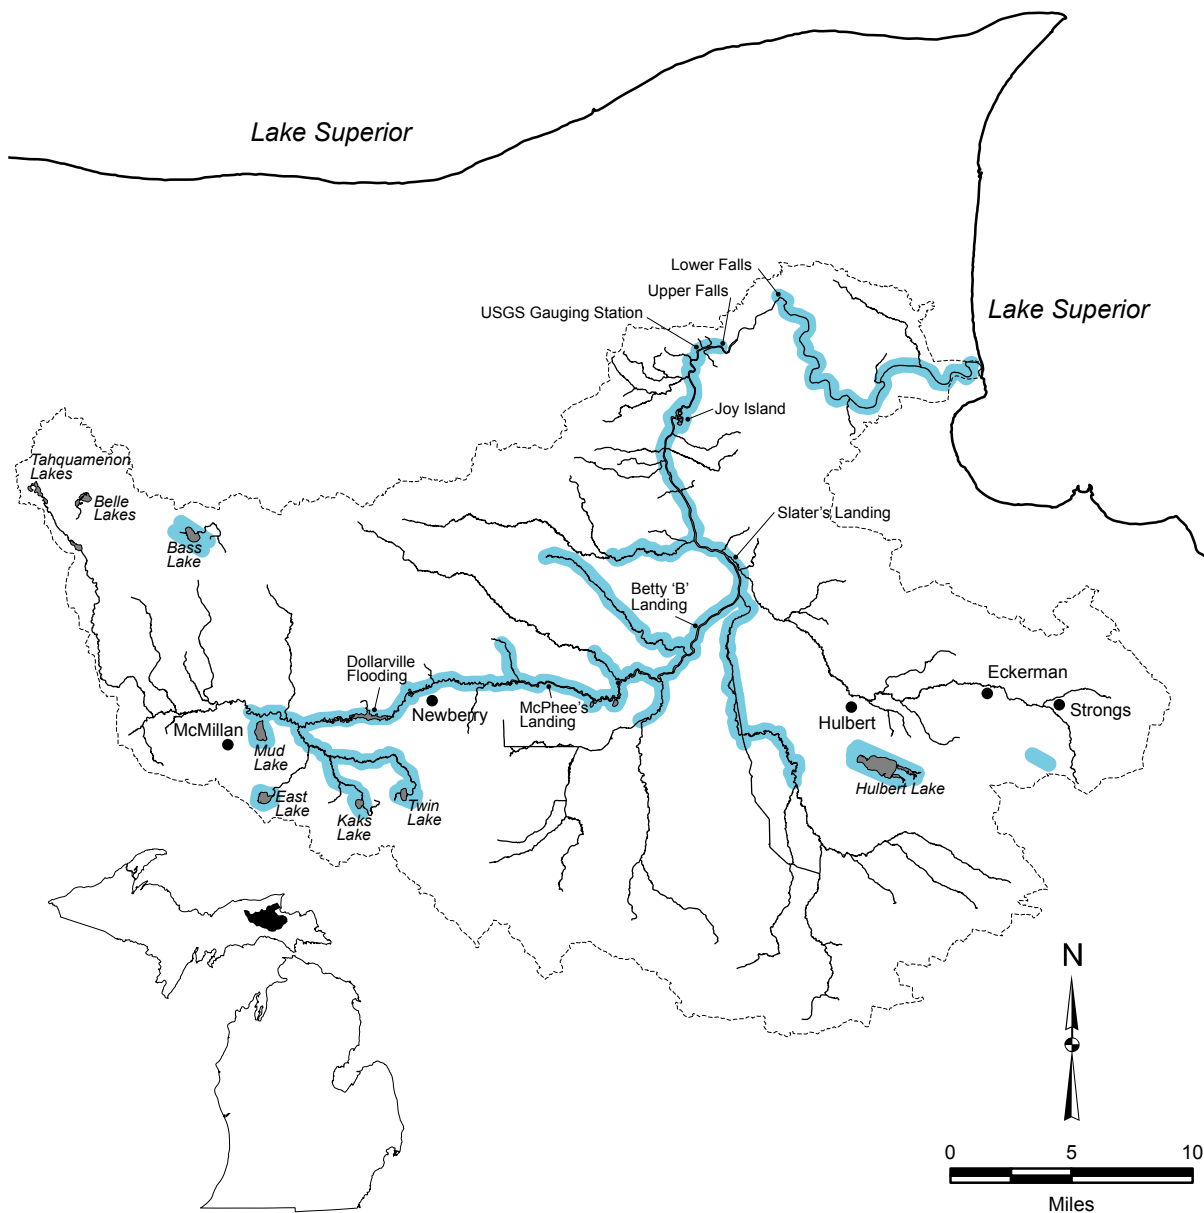 Lake Superior
Lower Falls
Upper Falls
USGS Gauging Station
Lake Superior
Joy Island
Tahquamenon
Lakes
Belle
Lakes
Bass
Lake
Slater's Landing
Betty 'B'
Landing
Dollarville
Flooding
Eckerman
McPhee's
Landing
Newberry
Strongs
Hulbert
McMillan
Mud
Lake
Hulbert Lake
East
Lake
Kaks
Lake
Twin
Lake
N
0 5 10
Miles